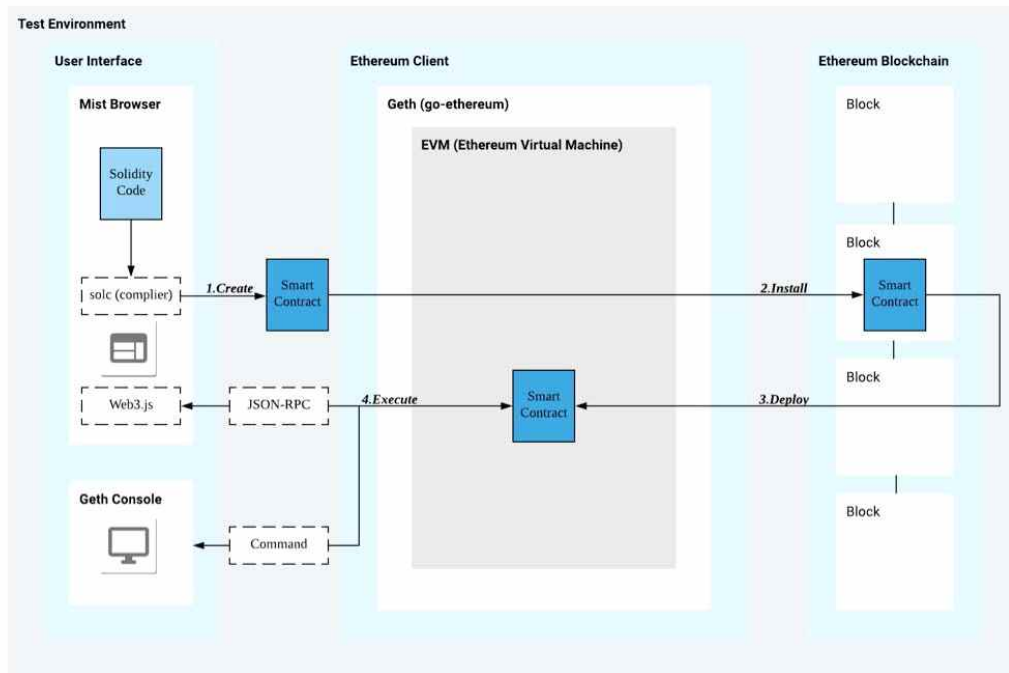 Test Environment
User Interface
Ethereum Client
Ethereum Blockchain
Mist Browser
Geth (go-ethereum)
Block
EVM (Ethereum Virtual Machine)
Solidity
Code
Block
solc (complier)
1.Create
Smart
Contract
2.Install
Smart
Contract
Block
Web3.js
JSON-RPC
4.Execute
Smart
Contract
3.Deploy
Geth Console
Block
Command